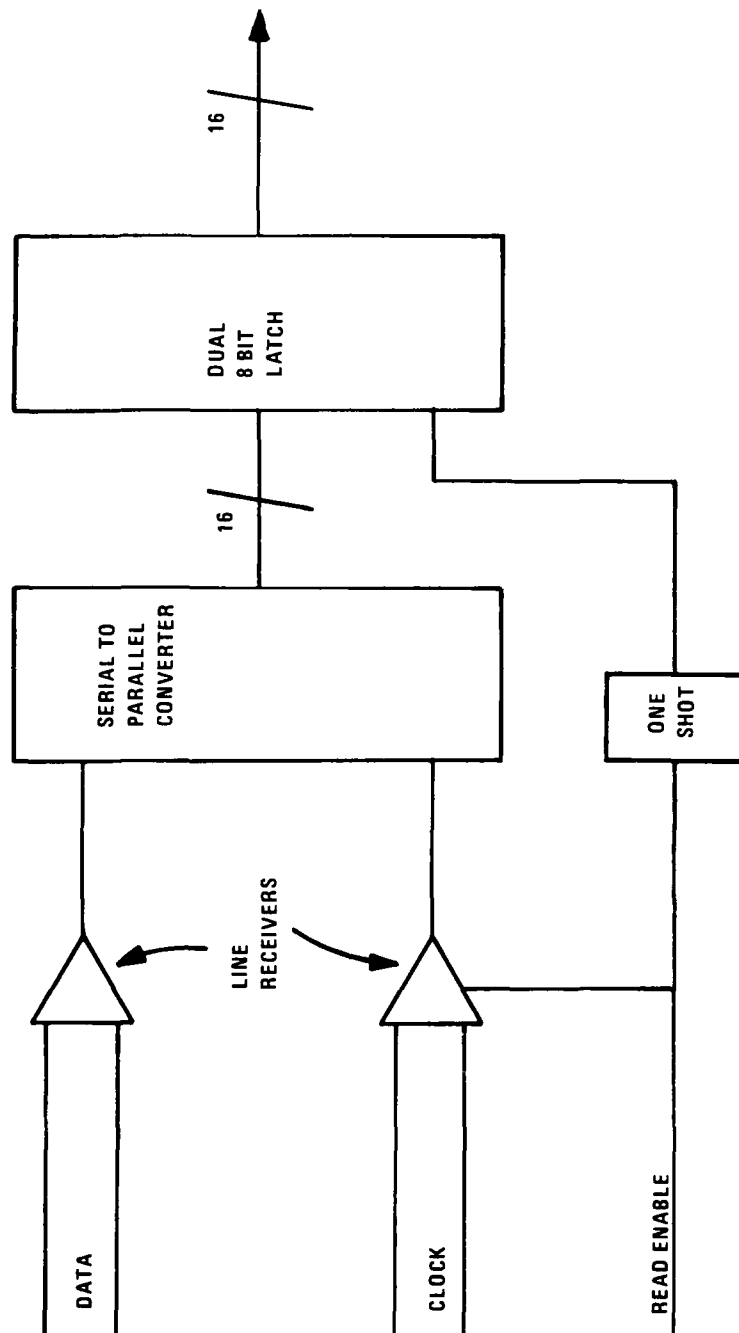 DATA
CLOCK
READ ENABLE
LINE
RECEIVERS
SERIAL TO
PARALLEL
CONVERTER
ONE
SHOT
16
DUAL
8 BIT
LATCH
16